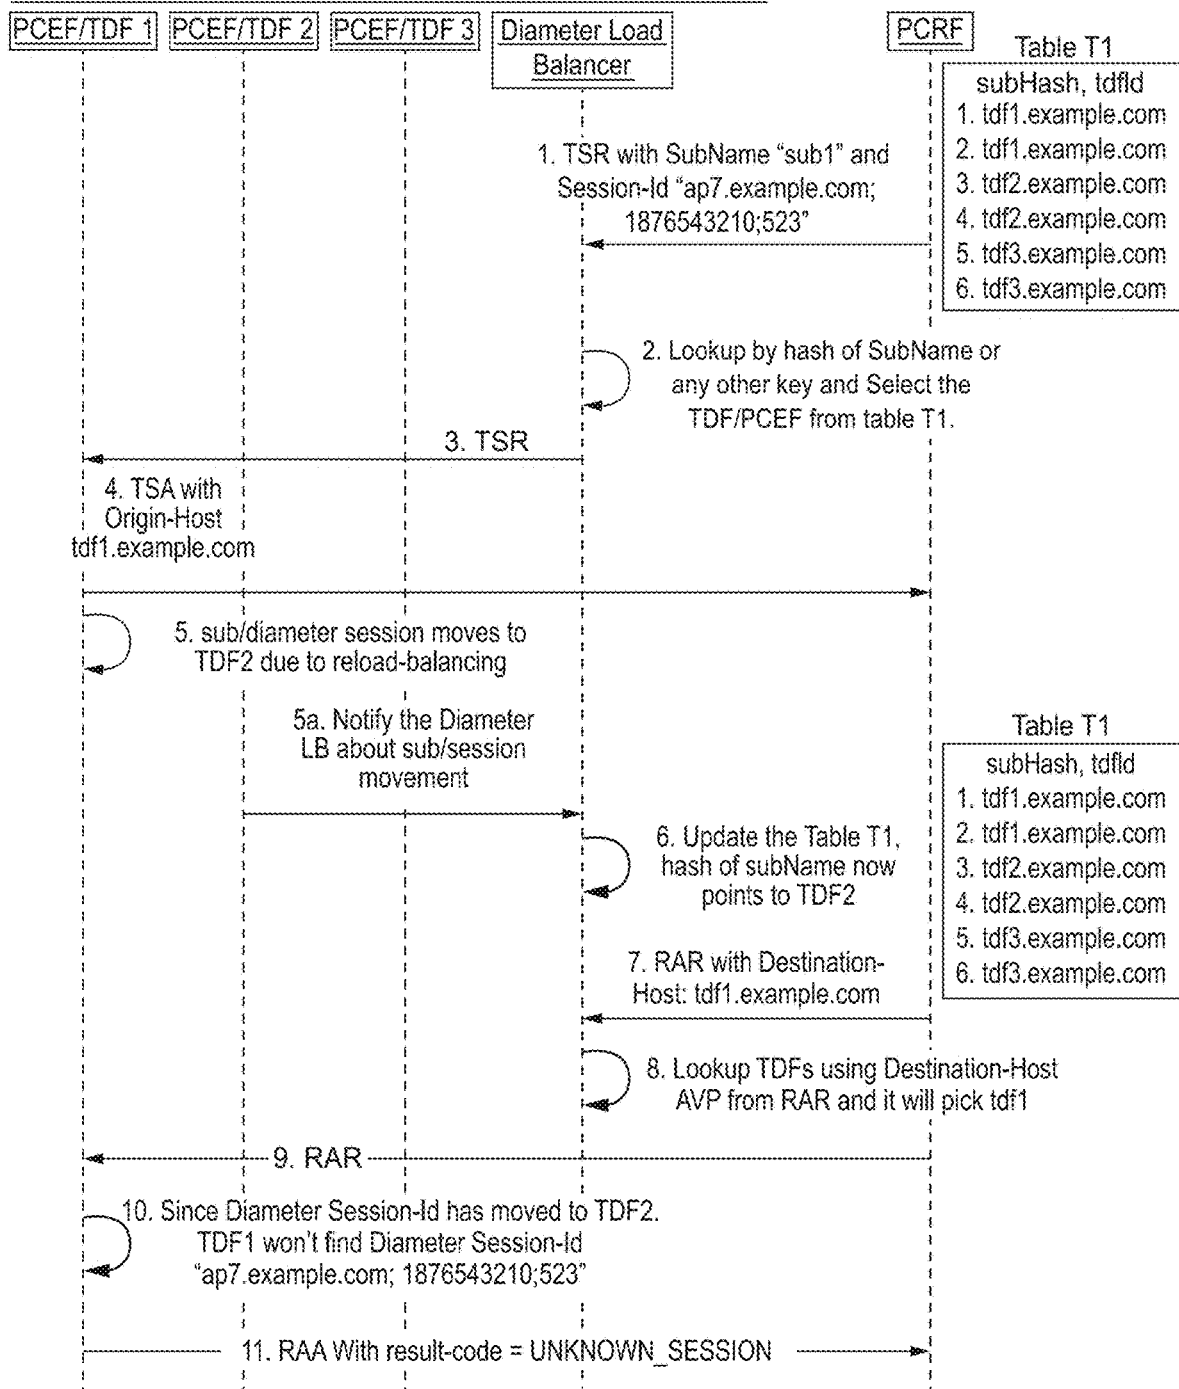 PCEF/TDF 1
PCEF/TDF 2
PCEF/TDF 3
Diameter Load
Balancer
PCRF
Table T1
subHash, tdfId
1. tdf1.example.com
2. tdf1.example.com
3. tdf2.example.com
4. tdf2.example.com
5. tdf3.example.com
6. tdf3.example.com
1. TSR with SubName “sub1” and
Session-Id “ap7.example.com;
1876543210;523”
2. Lookup by hash of SubName or
any other key and Select the
TDF/PCEF from table T1.
3. TSR
4. TSA with
Origin-Host
tdf1.example.com
5. sub/diameter session moves to
TDF2 due to reload-balancing
5a. Notify the Diameter
LB about sub/session
movement
Table T1
subHash, tdfId
1. tdf1.example.com
2. tdf1.example.com
3. tdf2.example.com
4. tdf2.example.com
5. tdf3.example.com
6. tdf3.example.com
6. Update the Table T1,
hash of subName now
points to TDF2
7. RAR with Destination-
Host: tdf1.example.com
8. Lookup TDFs using Destination-Host
AVP from RAR and it will pick tdf1
9. RAR
10. Since Diameter Session-Id has moved to TDF2.
TDF1 won't find Diameter Session-Id
“ap7.example.com; 1876543210;523”
11. RAA With result-code = UNKNOWN_SESSION